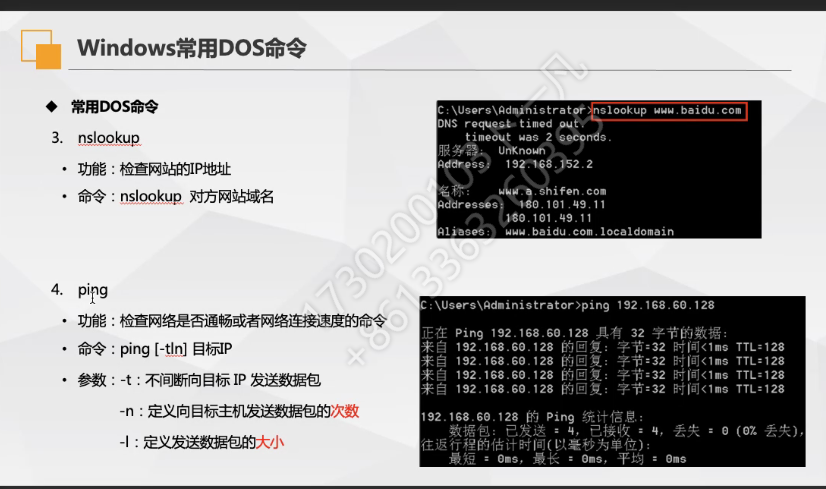 Windows常用DOS命令
◆ 常用DOS命令
3. nslookup
• 功能：检查网站的IP地址
• 命令：nslookup 对方网站域名
C:\Users\Administrator>nslookup www.baidu.com
DNS request timed out.
timeout was 2 seconds.
服务器: UnKnown
Address: 192.168.152.2
名称: www.a.shifen.com
Addresses: 180.101.49.11
180.101.49.11
Aliases: www.baidu.com.localdomain
4. ping
• 功能：检查网络是否通畅或者网络连接速度的命令
• 命令：ping [-tln] 目标IP
• 参数：-t：不间断向目标 IP 发送数据包
-n：定义向目标主机发送数据包的次数
-l：定义发送数据包的大小
C:\Users\Administrator>ping 192.168.60.128
正在 Ping 192.168.60.128 具有 32 字节的数据:
来自 192.168.60.128 的回复: 字节=32 时间<1ms TTL=128
来自 192.168.60.128 的回复: 字节=32 时间<1ms TTL=128
来自 192.168.60.128 的回复: 字节=32 时间<1ms TTL=128
来自 192.168.60.128 的回复: 字节=32 时间<1ms TTL=128
192.168.60.128 的 Ping 统计信息:
数据包: 已发送 = 4，已接收 = 4，丢失 = 0 (0% 丢失)，
往返行程的估计时间(以毫秒为单位):
最短 = 0ms，最长 = 0ms，平均 = 0ms